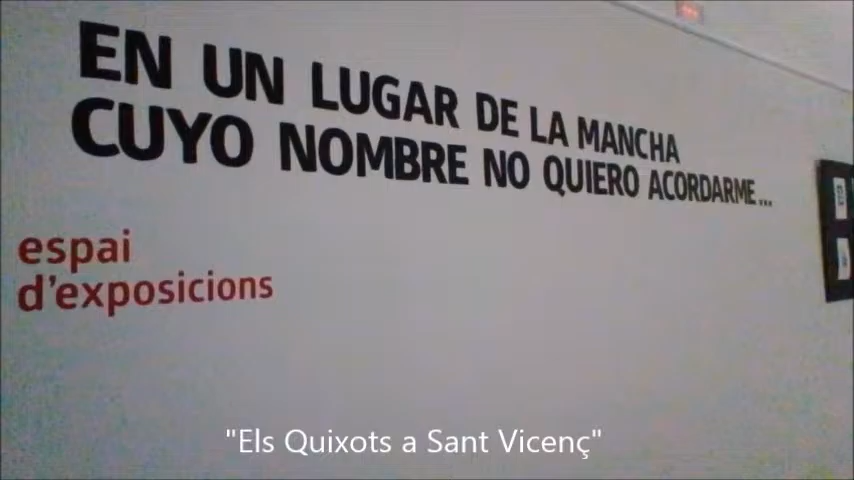 EN UN LUGAR DE LA MANCHA
CUYO NOMBRE NO QUIERO ACORDARME...
espai
d'exposicions
"Els Quixots a Sant Vicenç"